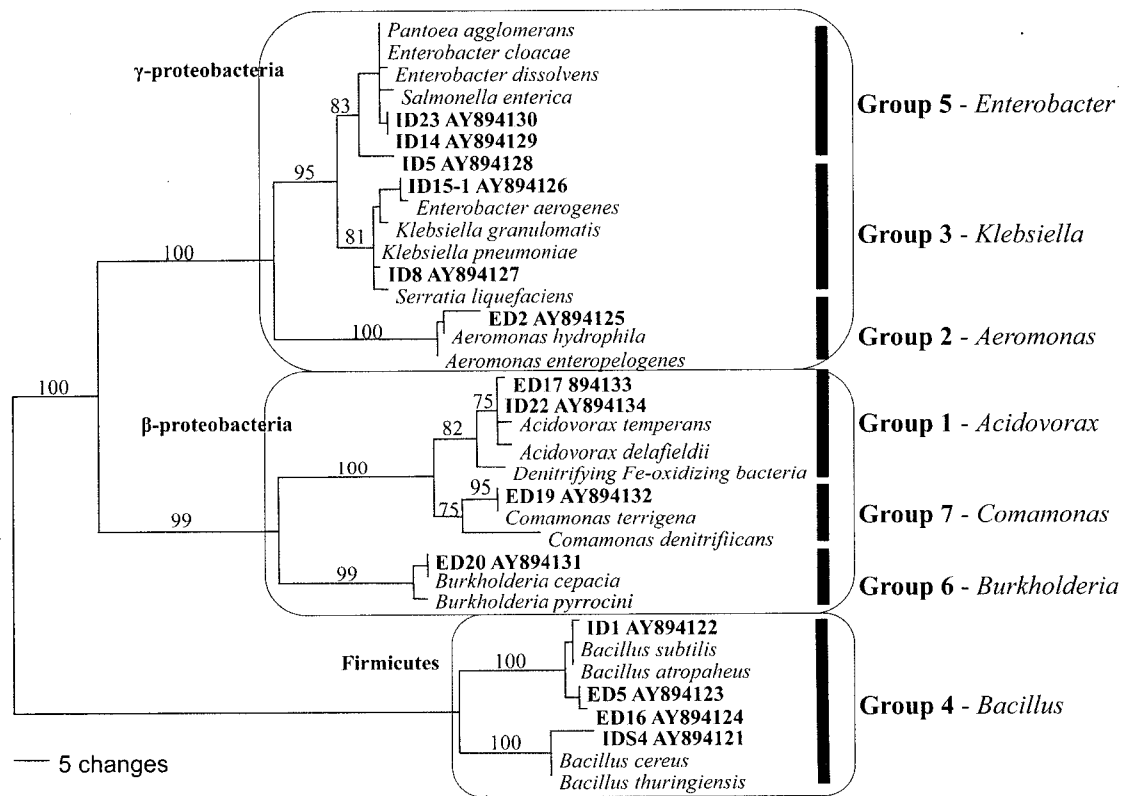 Pantoea agglomerans
Enterobacter cloacae
γ-proteobacteria
Enterobacter dissolvens
Salmonella enterica
83
Group 5 - Enterobacter
ID23 AY894130
ID14 AY894129
ID5 AY894128
95
ID15-1 AY894126
Enterobacter aerogenes
Klebsiella granulomatis
81
Group 3 - Klebsiella
100
Klebsiella pneumoniae
ID8 AY894127
Serratia liquefaciens
ED2 AY894125
100
Aeromonas hydrophila
Group 2 - Aeromonas
Aeromonas enteropelogenes
100
ED17 894133
75
ID22 AY894134
β-proteobacteria
82
Acidovorax temperans
Group 1 - Acidovorax
Acidovorax delafieldii
100
Denitrifying Fe-oxidizing bacteria
95
ED19 AY894132
75
Comamonas terrigena
Group 7 - Comamonas
99
Comamonas denitrifiicans
ED20 AY894131
99
Burkholderia cepacia
Group 6 - Burkholderia
Burkholderia pyrrocini
ID1 AY894122
Firmicutes
100
Bacillus subtilis
Bacillus atropaheus
ED5 AY894123
Group 4 - Bacillus
ED16 AY894124
100
IDS4 AY894121
Bacillus cereus
5 changes
Bacillus thuringiensis